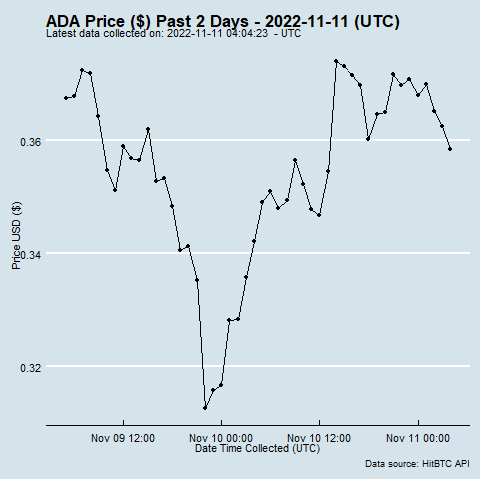 ADA Price ($) Past 2 Days - 2022-11-11 (UTC)
Latest data collected on: 2022-11-11 04:04:23 - UTC
Price USD ($)
0.36
0.34
0.32
Nov 09 12:00
Nov 10 00:00
Nov 10 12:00
Nov 11 00:00
Date Time Collected (UTC)
Data source: HitBTC API